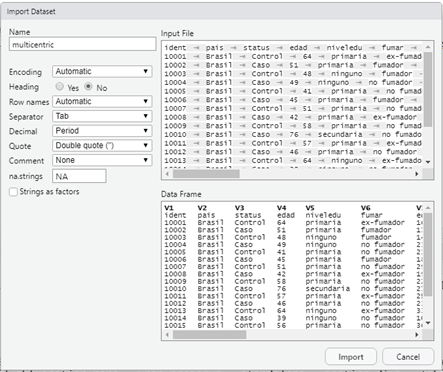 Import Dataset
Name
multicentric
Encoding Automatic
Heading Yes No
Row names Automatic
Separator Tab
Decimal Period
Quote Double quote (")
Comment None
na.strings NA
Strings as factors
Input File
ident → pais → status → edad → niveledu → fumar →
10001 → Brasil → Control → 64 → primaria → ex-fumad
10002 → Brasil → Caso → 51 → primaria → fumador →
10003 → Brasil → Control → 48 → ninguno → fumador →
10004 → Brasil → Caso → 49 → ninguno → no fumador →
10005 → Brasil → Control → 41 → primaria → no fumad
10006 → Brasil → Caso → 45 → primaria → fumador →
10007 → Brasil → Control → 51 → primaria → no fumad
10008 → Brasil → Caso → 42 → primaria → ex-fumador
10009 → Brasil → Control → 58 → primaria → no fumad
10010 → Brasil → Caso → 76 → secundaria → no fumado
10011 → Brasil → Control → 57 → primaria → ex-fumad
10012 → Brasil → Caso → 46 → primaria → no fumador
10013 → Brasil → Control → 64 → ninguno → ex-fumado
Data Frame
V1 V2 V3 V4 V5 V6
ident pais status edad niveledu fumar
10001 Brasil Control 64 primaria ex-fumador
10002 Brasil Caso 51 primaria fumador
10003 Brasil Control 48 ninguno fumador
10004 Brasil Caso 49 ninguno no fumador
10005 Brasil Control 41 primaria no fumador
10006 Brasil Caso 45 primaria fumador
10007 Brasil Control 51 primaria no fumador
10008 Brasil Caso 42 primaria ex-fumador
10009 Brasil Control 58 primaria no fumador
10010 Brasil Caso 76 secundaria no fumador
10011 Brasil Control 57 primaria ex-fumador
10012 Brasil Caso 46 primaria no fumador
10013 Brasil Control 64 ninguno ex-fumador
10014 Brasil Caso 39 ninguno no fumador
10015 Brasil Control 56 primaria no fumador
Import Cancel